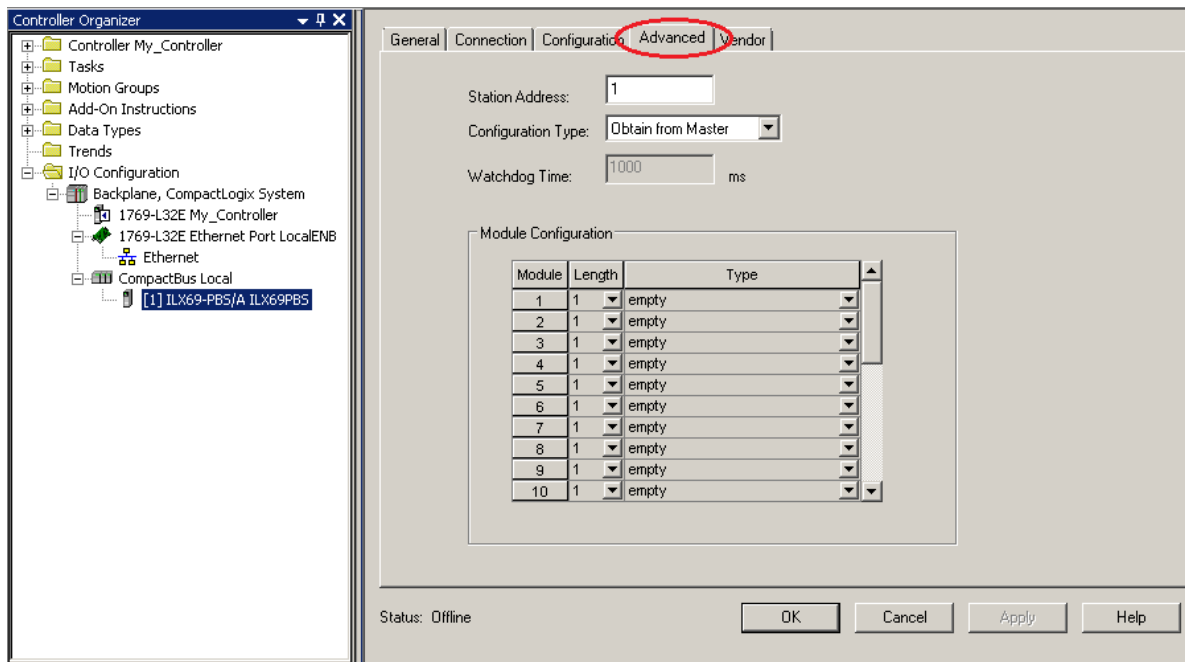 Controller Organizer
Controller My_Controller
Tasks
Motion Groups
Add-On Instructions
Data Types
Trends
I/O Configuration
Backplane, CompactLogix System
1769-L32E My_Controller
1769-L32E Ethernet Port LocalENB
Ethernet
CompactBus Local
[1] ILX69-PBS/A ILX69PBS
General Connection Configuration Advanced Vendor
Station Address: 1
Configuration Type: Obtain from Master
Watchdog Time: 1000 ms
Module Configuration
Module Length Type
1 1 empty
2 1 empty
3 1 empty
4 1 empty
5 1 empty
6 1 empty
7 1 empty
8 1 empty
9 1 empty
10 1 empty
Status: Offline
OK Cancel Apply Help